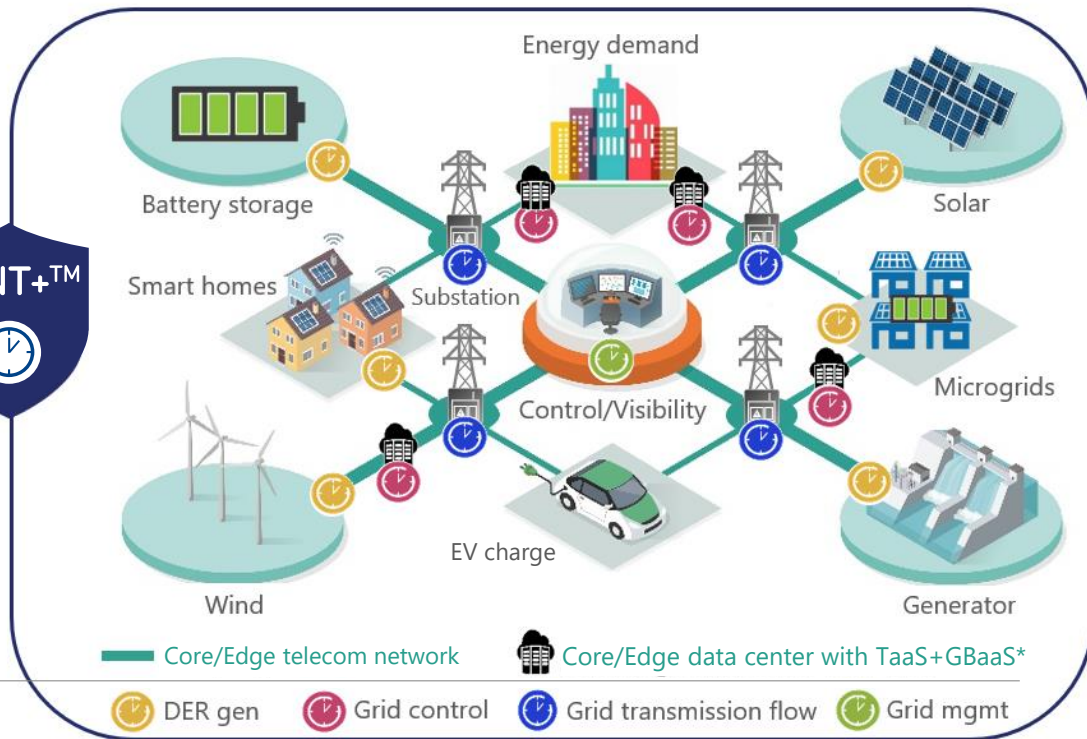 Energy demand
Battery storage
Solar
NT+™
Smart homes
Substation
Control/Visibility
Microgrids
EV charge
Wind
Generator
Core/Edge telecom network
Core/Edge data center with TaaS+GBaaS*
DER gen
Grid control
Grid transmission flow
Grid mgmt